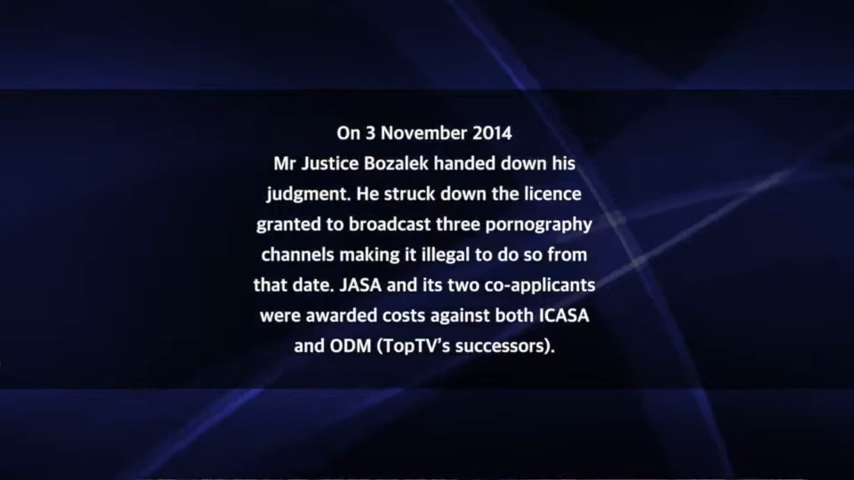 On 3 November 2014
Mr Justice Bozalek handed down his
judgment. He struck down the licence
granted to broadcast three pornography
channels making it illegal to do so from
that date. JASA and its two co-applicants
were awarded costs against both ICASA
and ODM (TopTV's successors).